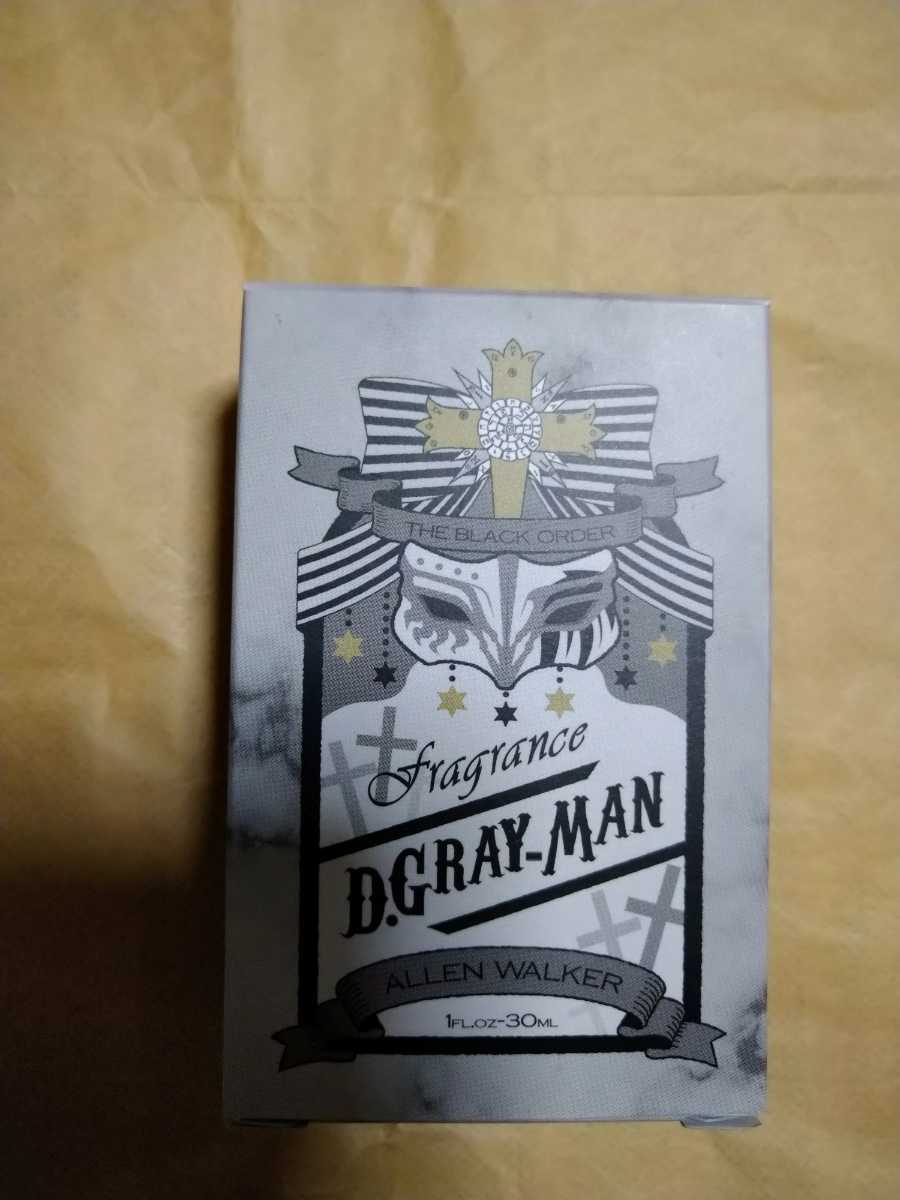 THE BLACK ORDER
Fragrance
D.GRAY-MAN
ALLEN WALKER
1FL.OZ-30ML